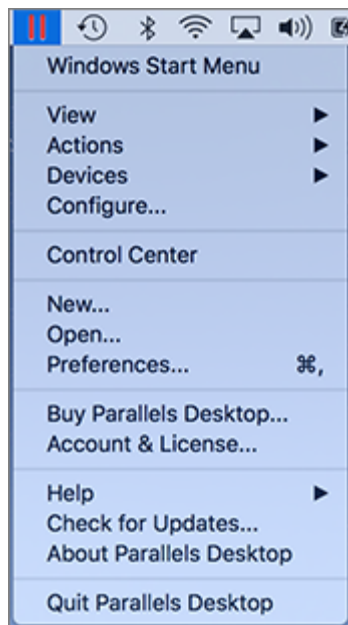 Windows Start Menu
View
Actions
Devices
Configure...
Control Center
New...
Open...
Preferences... ⌘,
Buy Parallels Desktop...
Account & License...
Help
Check for Updates...
About Parallels Desktop
Quit Parallels Desktop